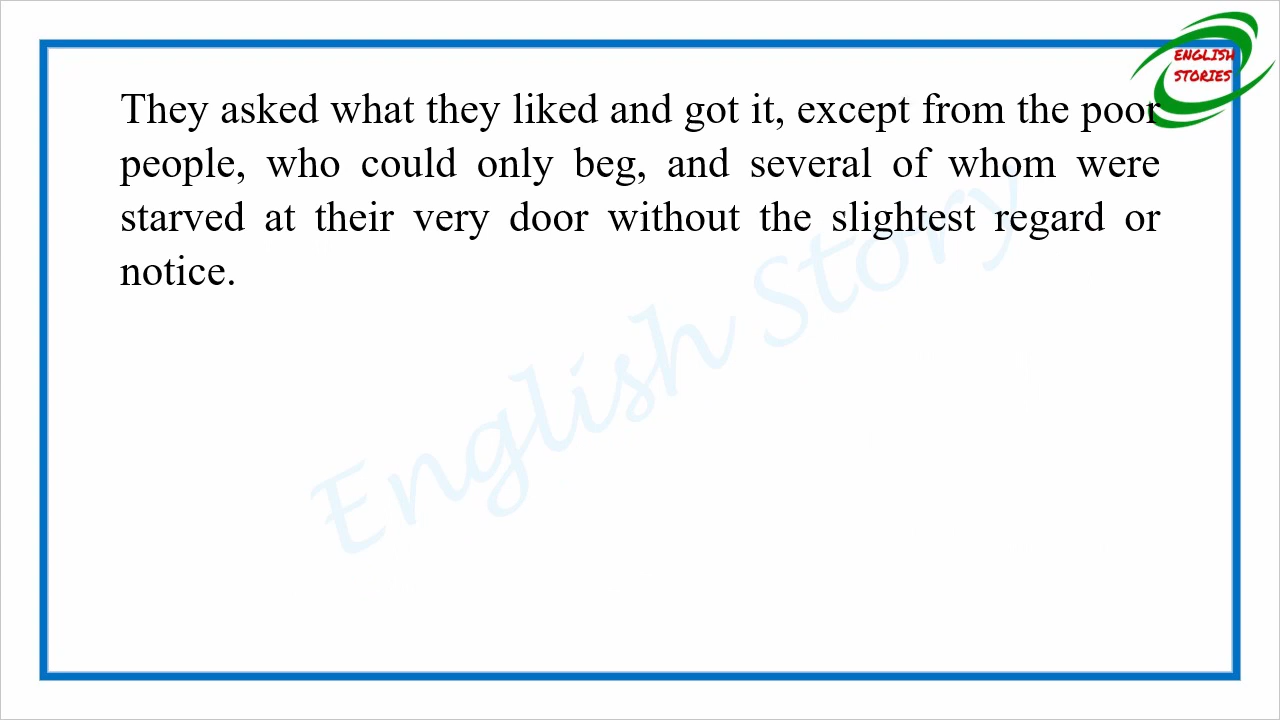 ENGLISH
STORIES
They asked what they liked and got it, except from the poor
people, who could only beg, and several of whom were
starved at their very door without the slightest regard or
notice.
English Story